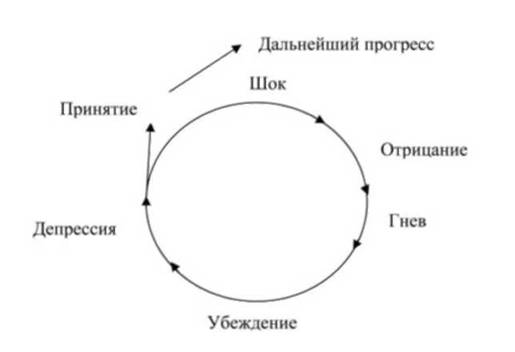 Дальнейший прогресс
Шок
Принятие
Отрицание
Гнев
Депрессия
Убеждение